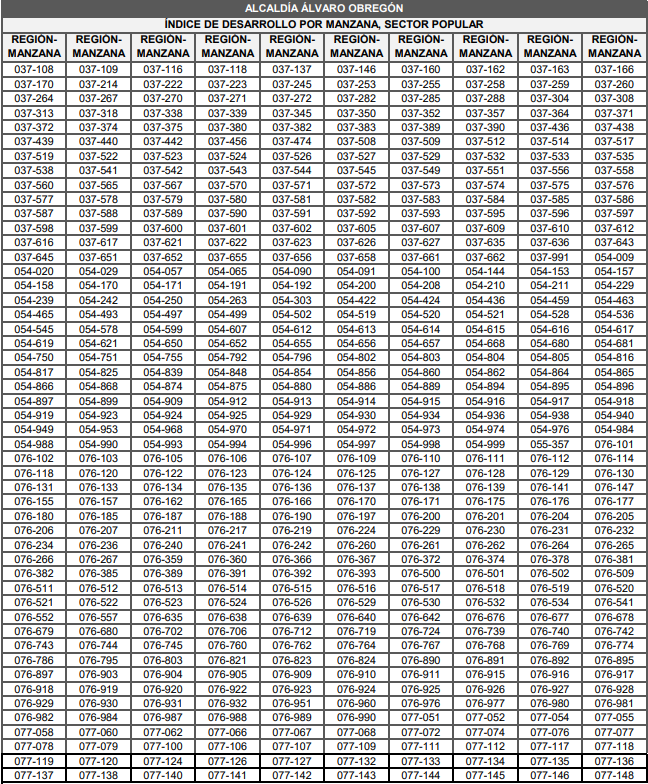 ALCALDÍA ÁLVARO OBREGÓN
ÍNDICE DE DESARROLLO POR MANZANA, SECTOR POPULAR
REGIÓN-MANZANA REGIÓN-MANZANA REGIÓN-MANZANA REGIÓN-MANZANA REGIÓN-MANZANA REGIÓN-MANZANA REGIÓN-MANZANA REGIÓN-MANZANA REGIÓN-MANZANA REGIÓN-MANZANA
037-108 037-109 037-116 037-118 037-137 037-146 037-160 037-162 037-163 037-166
037-170 037-214 037-222 037-223 037-245 037-253 037-255 037-258 037-259 037-260
037-264 037-267 037-270 037-271 037-272 037-282 037-285 037-288 037-304 037-308
037-313 037-318 037-338 037-339 037-345 037-350 037-352 037-357 037-364 037-371
037-372 037-374 037-375 037-380 037-382 037-383 037-389 037-390 037-436 037-438
037-439 037-440 037-442 037-456 037-474 037-508 037-509 037-512 037-514 037-517
037-519 037-522 037-523 037-524 037-526 037-527 037-529 037-532 037-533 037-535
037-538 037-541 037-542 037-543 037-544 037-545 037-549 037-551 037-556 037-558
037-560 037-565 037-567 037-570 037-571 037-572 037-573 037-574 037-575 037-576
037-577 037-578 037-579 037-580 037-581 037-582 037-583 037-584 037-585 037-586
037-587 037-588 037-589 037-590 037-591 037-592 037-593 037-595 037-596 037-597
037-598 037-599 037-600 037-601 037-602 037-605 037-607 037-609 037-610 037-612
037-616 037-617 037-621 037-622 037-623 037-626 037-627 037-635 037-636 037-643
037-645 037-651 037-652 037-655 037-656 037-658 037-661 037-662 037-991 054-009
054-020 054-029 054-057 054-065 054-090 054-091 054-100 054-144 054-153 054-157
054-158 054-170 054-171 054-191 054-192 054-200 054-208 054-210 054-211 054-229
054-239 054-242 054-250 054-263 054-303 054-422 054-424 054-436 054-459 054-463
054-465 054-493 054-497 054-499 054-502 054-519 054-520 054-521 054-528 054-536
054-545 054-578 054-599 054-607 054-612 054-613 054-614 054-615 054-616 054-617
054-619 054-621 054-650 054-652 054-655 054-656 054-657 054-668 054-680 054-681
054-750 054-751 054-755 054-792 054-796 054-802 054-803 054-804 054-805 054-816
054-817 054-825 054-839 054-848 054-854 054-856 054-860 054-862 054-864 054-865
054-866 054-868 054-874 054-875 054-880 054-886 054-889 054-894 054-895 054-896
054-897 054-899 054-909 054-912 054-913 054-914 054-915 054-916 054-917 054-918
054-919 054-923 054-924 054-925 054-929 054-930 054-934 054-936 054-938 054-940
054-949 054-953 054-968 054-970 054-971 054-972 054-973 054-974 054-976 054-984
054-988 054-990 054-993 054-994 054-996 054-997 054-998 054-999 055-357 076-101
076-102 076-103 076-105 076-106 076-107 076-109 076-110 076-111 076-112 076-114
076-118 076-120 076-122 076-123 076-124 076-125 076-127 076-128 076-129 076-130
076-131 076-133 076-134 076-135 076-136 076-137 076-138 076-139 076-141 076-147
076-155 076-157 076-162 076-165 076-166 076-170 076-171 076-175 076-176 076-177
076-180 076-185 076-187 076-188 076-190 076-197 076-200 076-201 076-204 076-205
076-206 076-207 076-211 076-217 076-219 076-224 076-229 076-230 076-231 076-232
076-234 076-236 076-240 076-241 076-242 076-260 076-261 076-262 076-264 076-265
076-266 076-267 076-359 076-360 076-366 076-367 076-372 076-374 076-378 076-381
076-382 076-385 076-389 076-391 076-392 076-393 076-500 076-501 076-502 076-509
076-511 076-512 076-513 076-514 076-515 076-516 076-517 076-518 076-519 076-520
076-521 076-522 076-523 076-524 076-526 076-529 076-530 076-532 076-534 076-541
076-552 076-557 076-635 076-638 076-639 076-640 076-642 076-676 076-677 076-678
076-679 076-680 076-702 076-706 076-712 076-719 076-724 076-739 076-740 076-742
076-743 076-744 076-745 076-760 076-762 076-764 076-767 076-768 076-769 076-774
076-786 076-795 076-803 076-821 076-823 076-824 076-890 076-891 076-892 076-895
076-897 076-903 076-904 076-905 076-909 076-910 076-911 076-915 076-916 076-917
076-918 076-919 076-920 076-922 076-923 076-924 076-925 076-926 076-927 076-928
076-929 076-930 076-931 076-932 076-951 076-960 076-976 076-977 076-980 076-981
076-982 076-984 076-987 076-988 076-989 076-990 077-051 077-052 077-054 077-055
077-058 077-060 077-062 077-066 077-067 077-068 077-072 077-074 077-076 077-077
077-078 077-079 077-100 077-106 077-107 077-109 077-111 077-112 077-117 077-118
077-119 077-120 077-124 077-126 077-127 077-132 077-133 077-134 077-135 077-136
077-137 077-138 077-140 077-141 077-142 077-143 077-144 077-145 077-146 077-148